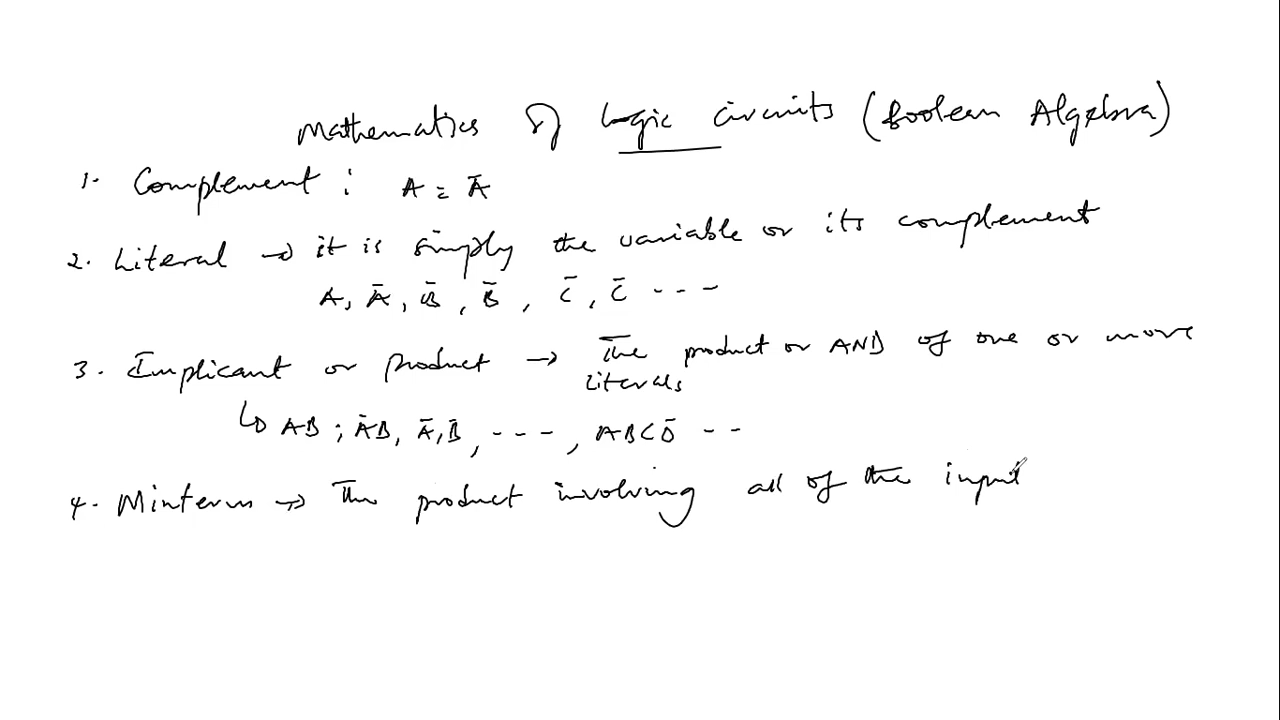 Mathematics of Logic Circuits (Boolean Algebra)
1. Complement : A = Ā
2. Literal → it is simply the variable or its complement
A, Ā, B̄, B̄, C̄, C̄ ---
3. Implicant or product → The product or AND of one or more
literals
↳ AB ; ĀB, Ā,B̄, ---, ABCD̄ --
4. Minterm → The product involving all of the input